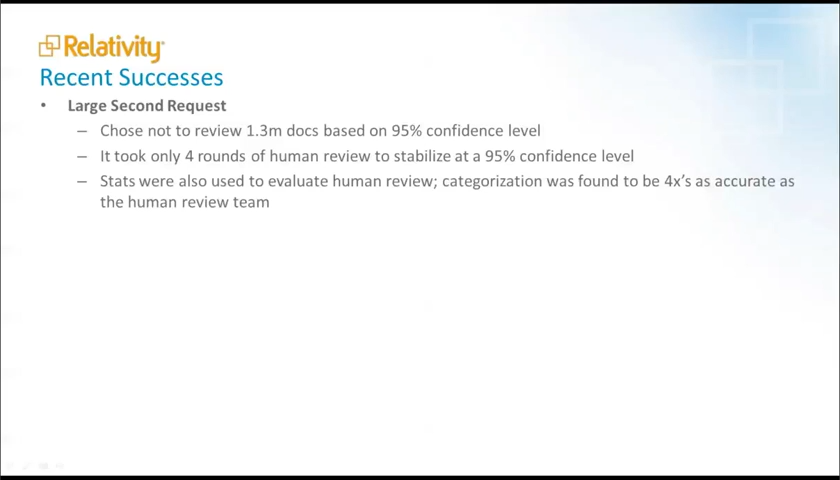 Relativity
Recent Successes
• Large Second Request
– Chose not to review 1.3m docs based on 95% confidence level
– It took only 4 rounds of human review to stabilize at a 95% confidence level
– Stats were also used to evaluate human review; categorization was found to be 4x's as accurate as
the human review team